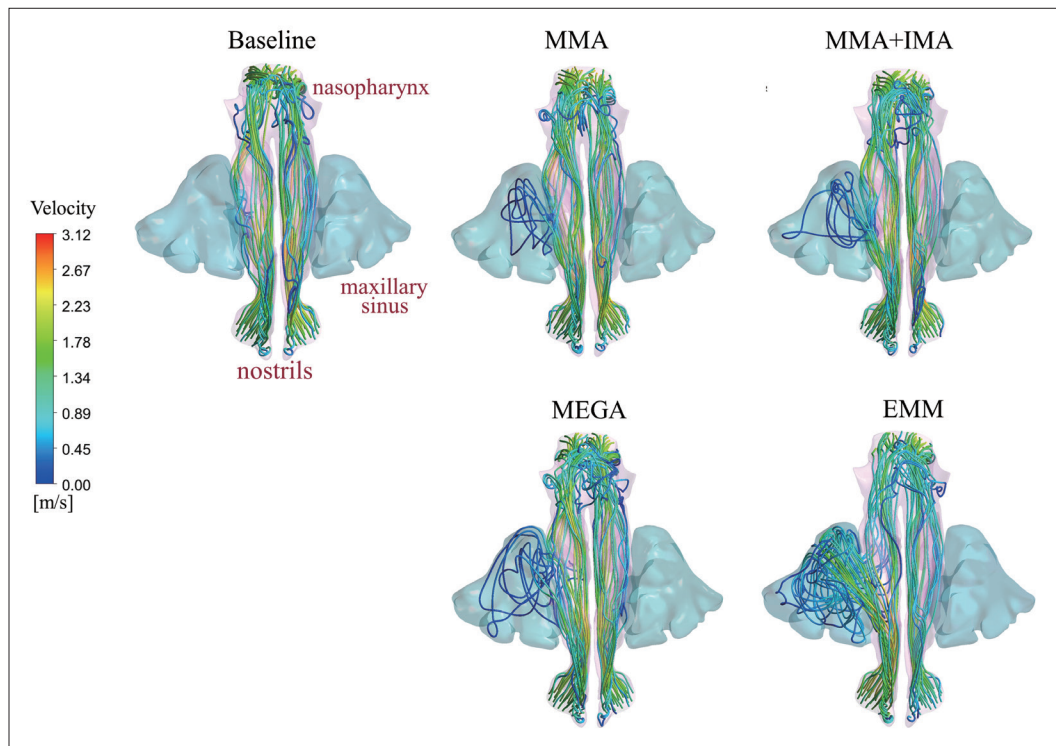 Baseline
MMA
MMA+IMA
nasopharynx
Velocity
3.12
2.67
2.23
1.78
1.34
0.89
0.45
0.00
[m/s]
maxillary
sinus
nostrils
MEGA
EMM